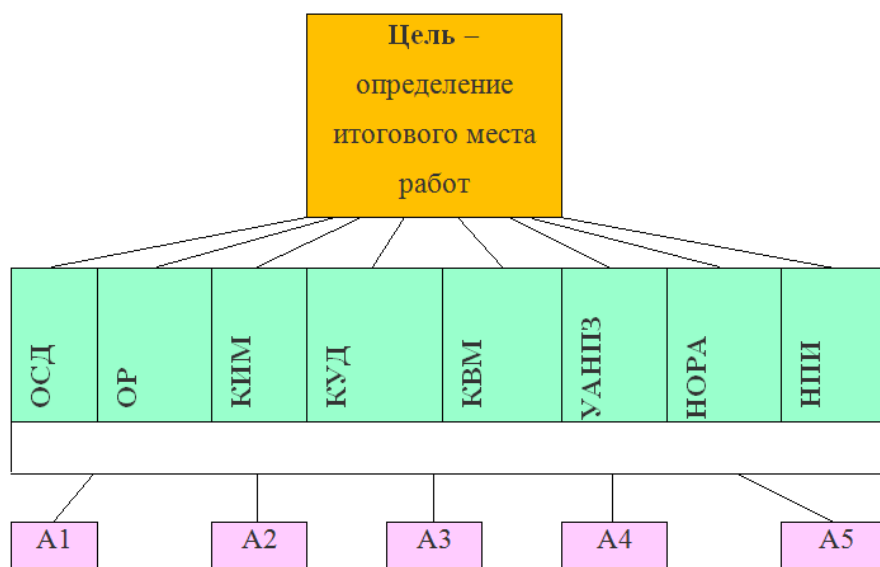 Цель –
определение
итогового места
работ
ОСД
ОР
КИМ
КУД
КВМ
УАНПЗ
НОРА
НПИ
А1
А2
А3
А4
А5